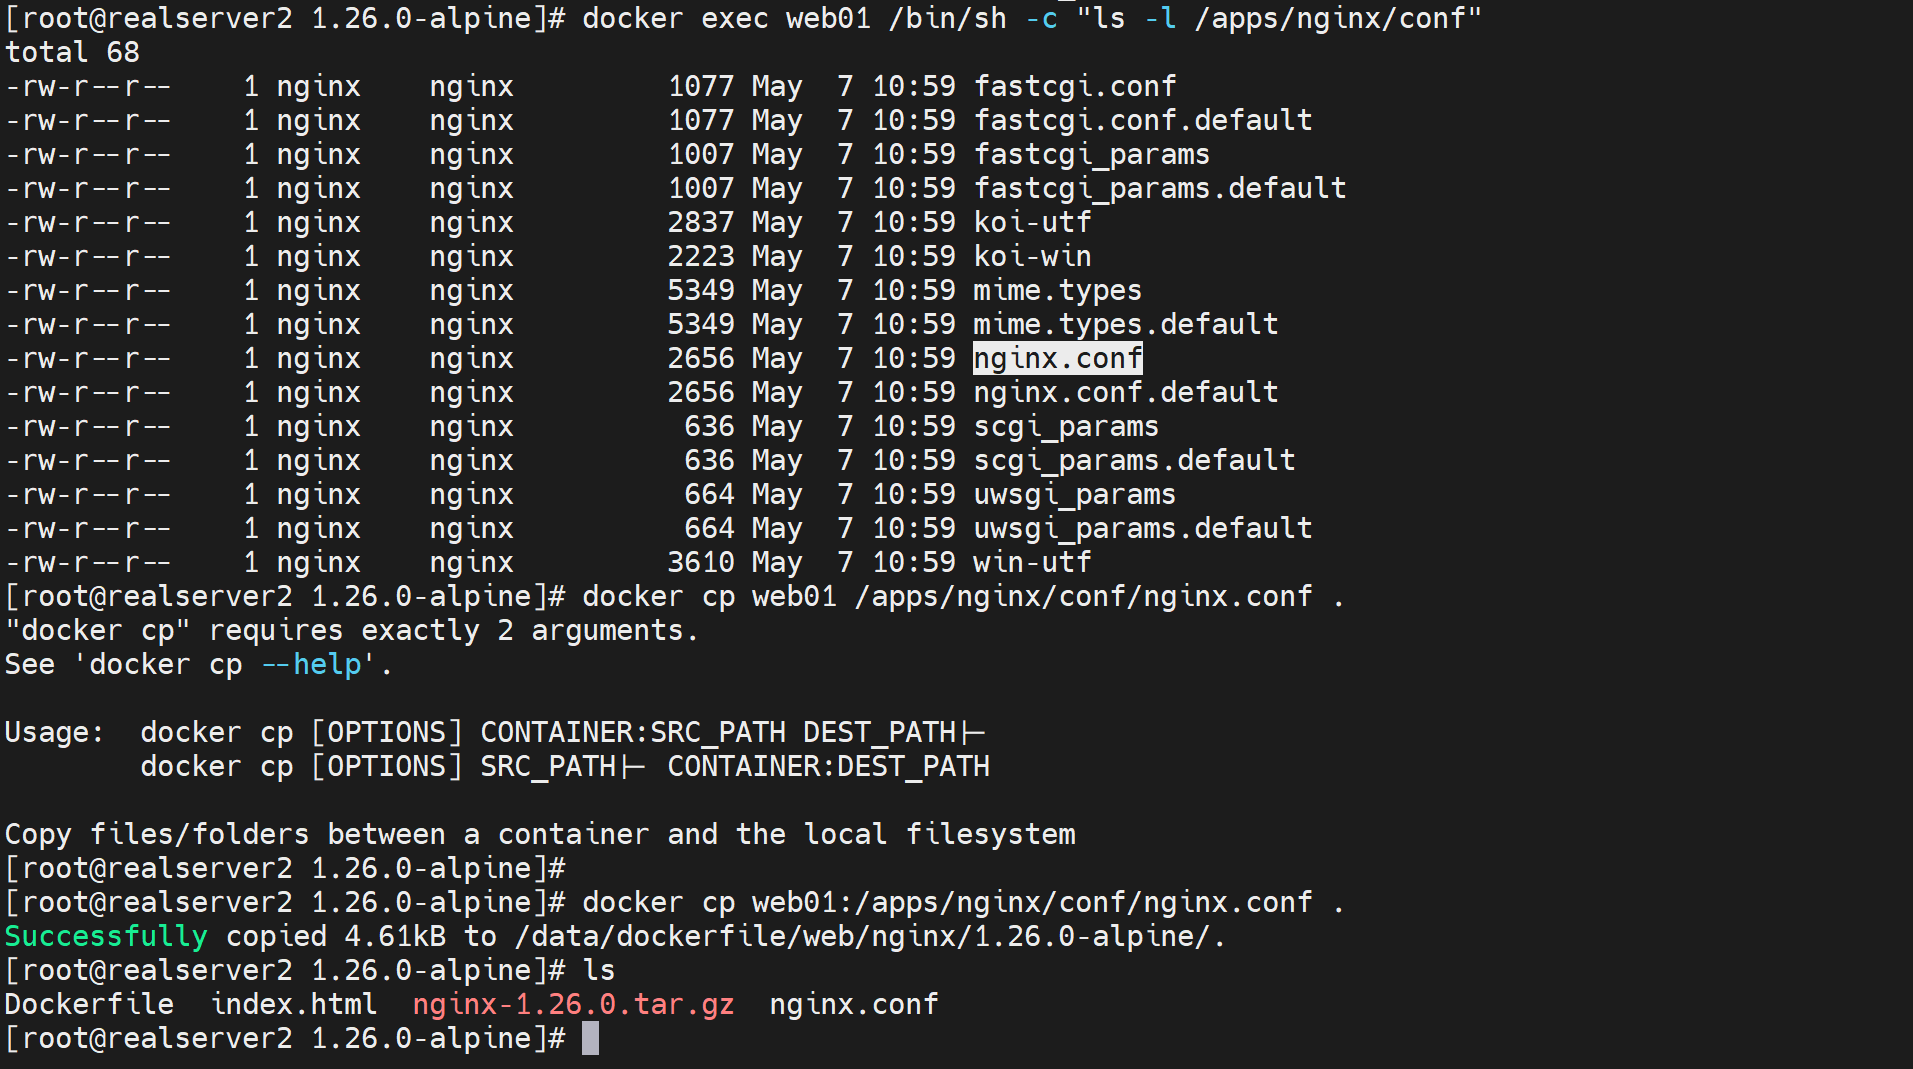 [root@realserver2 1.26.0-alpine]# docker exec web01 /bin/sh -c "ls -l /apps/nginx/conf"
total 68
-rw-r--r--    1 nginx    nginx         1077 May  7 10:59 fastcgi.conf
-rw-r--r--    1 nginx    nginx         1077 May  7 10:59 fastcgi.conf.default
-rw-r--r--    1 nginx    nginx         1007 May  7 10:59 fastcgi_params
-rw-r--r--    1 nginx    nginx         1007 May  7 10:59 fastcgi_params.default
-rw-r--r--    1 nginx    nginx         2837 May  7 10:59 koi-utf
-rw-r--r--    1 nginx    nginx         2223 May  7 10:59 koi-win
-rw-r--r--    1 nginx    nginx         5349 May  7 10:59 mime.types
-rw-r--r--    1 nginx    nginx         5349 May  7 10:59 mime.types.default
-rw-r--r--    1 nginx    nginx         2656 May  7 10:59 nginx.conf
-rw-r--r--    1 nginx    nginx         2656 May  7 10:59 nginx.conf.default
-rw-r--r--    1 nginx    nginx          636 May  7 10:59 scgi_params
-rw-r--r--    1 nginx    nginx          636 May  7 10:59 scgi_params.default
-rw-r--r--    1 nginx    nginx          664 May  7 10:59 uwsgi_params
-rw-r--r--    1 nginx    nginx          664 May  7 10:59 uwsgi_params.default
-rw-r--r--    1 nginx    nginx         3610 May  7 10:59 win-utf
[root@realserver2 1.26.0-alpine]# docker cp web01 /apps/nginx/conf/nginx.conf .
"docker cp" requires exactly 2 arguments.
See 'docker cp --help'.
Usage:  docker cp [OPTIONS] CONTAINER:SRC_PATH DEST_PATH|-
        docker cp [OPTIONS] SRC_PATH|- CONTAINER:DEST_PATH
Copy files/folders between a container and the local filesystem
[root@realserver2 1.26.0-alpine]#
[root@realserver2 1.26.0-alpine]# docker cp web01:/apps/nginx/conf/nginx.conf .
Successfully copied 4.61kB to /data/dockerfile/web/nginx/1.26.0-alpine/.
[root@realserver2 1.26.0-alpine]# ls
Dockerfile  index.html  nginx-1.26.0.tar.gz  nginx.conf
[root@realserver2 1.26.0-alpine]#